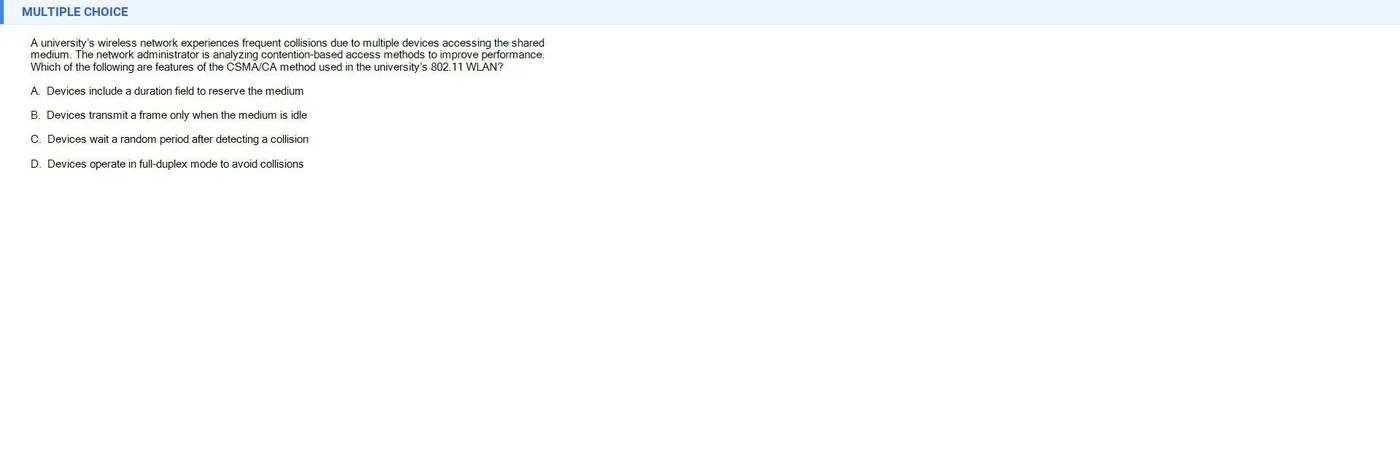 MULTIPLE CHOICE
A university's wireless network experiences frequent collisions due to multiple devices accessing the shared
medium. The network administrator is analyzing contention-based access methods to improve performance.
Which of the following are features of the CSMA/CA method used in the university's 802.11 WLAN?
A. Devices include a duration field to reserve the medium
B. Devices transmit a frame only when the medium is idle
C. Devices wait a random period after detecting a collision
D. Devices operate in full-duplex mode to avoid collisions